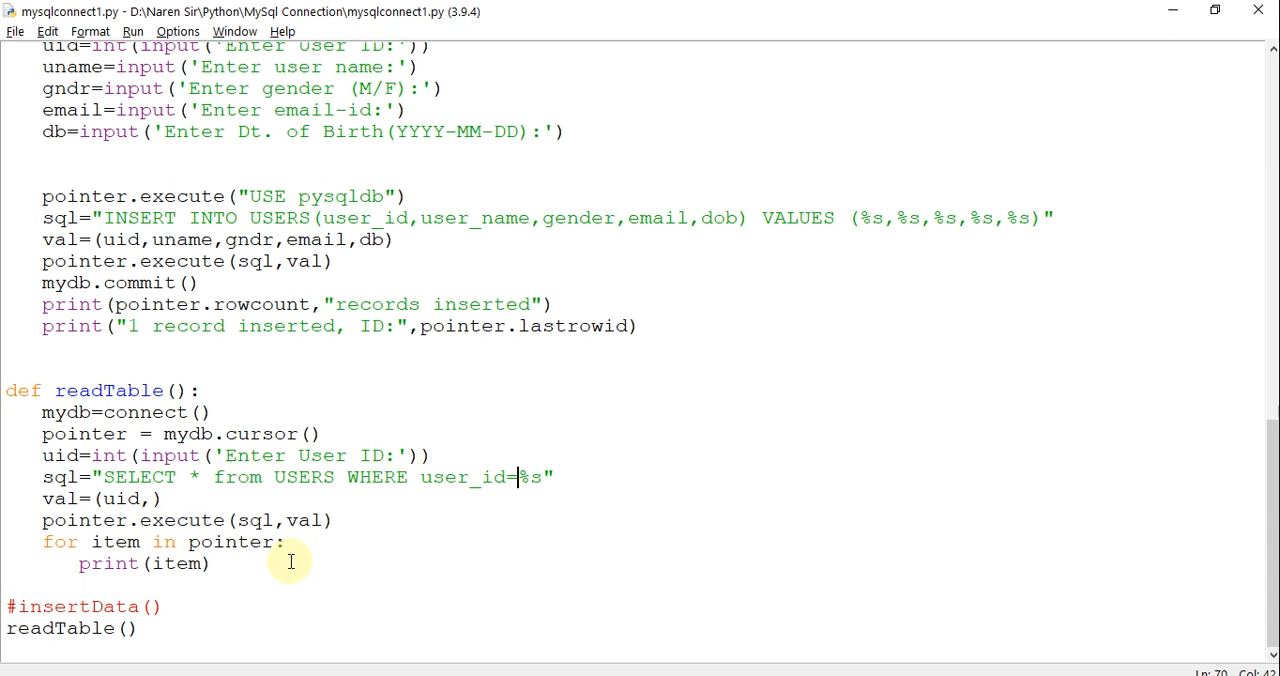 mysqlconnect1.py - D:\Naren Sir\Python\MySql Connection\mysqlconnect1.py (3.9.4)
File Edit Format Run Options Window Help
uid=int(input('Enter User ID:'))
uname=input('Enter user name:')
gndr=input('Enter gender (M/F):')
email=input('Enter email-id:')
db=input('Enter Dt. of Birth(YYYY-MM-DD):')
pointer.execute("USE pysqldb")
sql="INSERT INTO USERS(user_id,user_name,gender,email,dob) VALUES (%s,%s,%s,%s,%s)"
val=(uid,uname,gndr,email,db)
pointer.execute(sql,val)
mydb.commit()
print(pointer.rowcount,"records inserted")
print("1 record inserted, ID:",pointer.lastrowid)
def readTable():
mydb=connect()
pointer = mydb.cursor()
uid=int(input('Enter User ID:'))
sql="SELECT * from USERS WHERE user_id=%s"
val=(uid,)
pointer.execute(sql,val)
for item in pointer:
print(item)
#insertData()
readTable()
Ln: 70 Col: 42